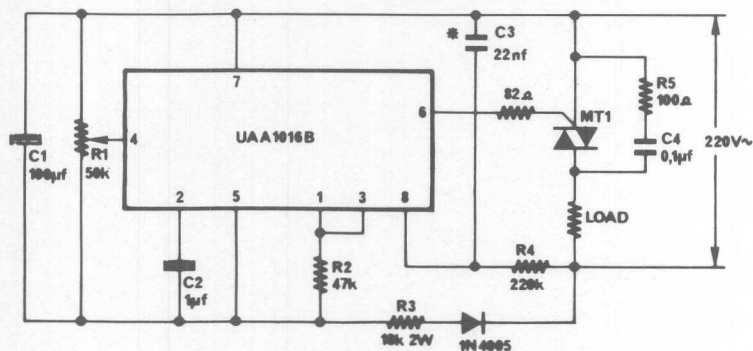 C3
22nf
*
7
R5
100Ω
82Ω
6
MT1
UAA1016B
4
C1
100µf
R1
50k
C4
0,1µf
220V~
2
5
1
3
8
LOAD
R2
47k
R4
220k
C2
1µf
R3
18k 2W
1N4005